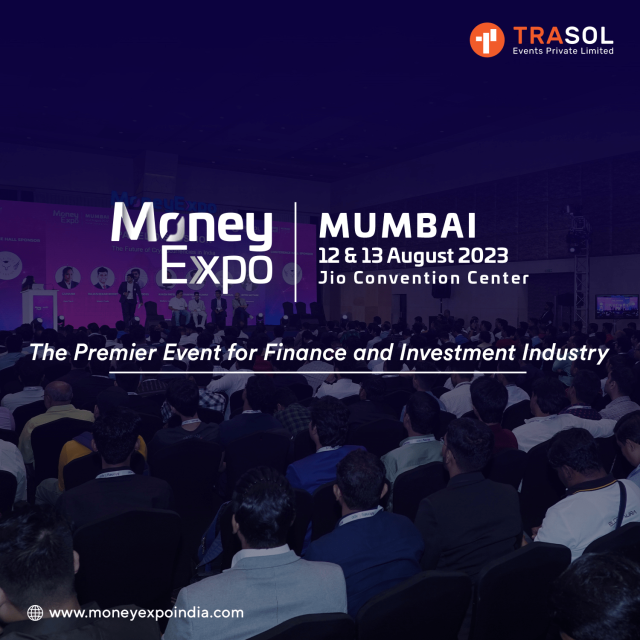 TRASOL
Events Private Limited
Money
Expo
MUMBAI
12 & 13 August 2023
Jio Convention Center
The Premier Event for Finance and Investment Industry
www.moneyexpoindia.com